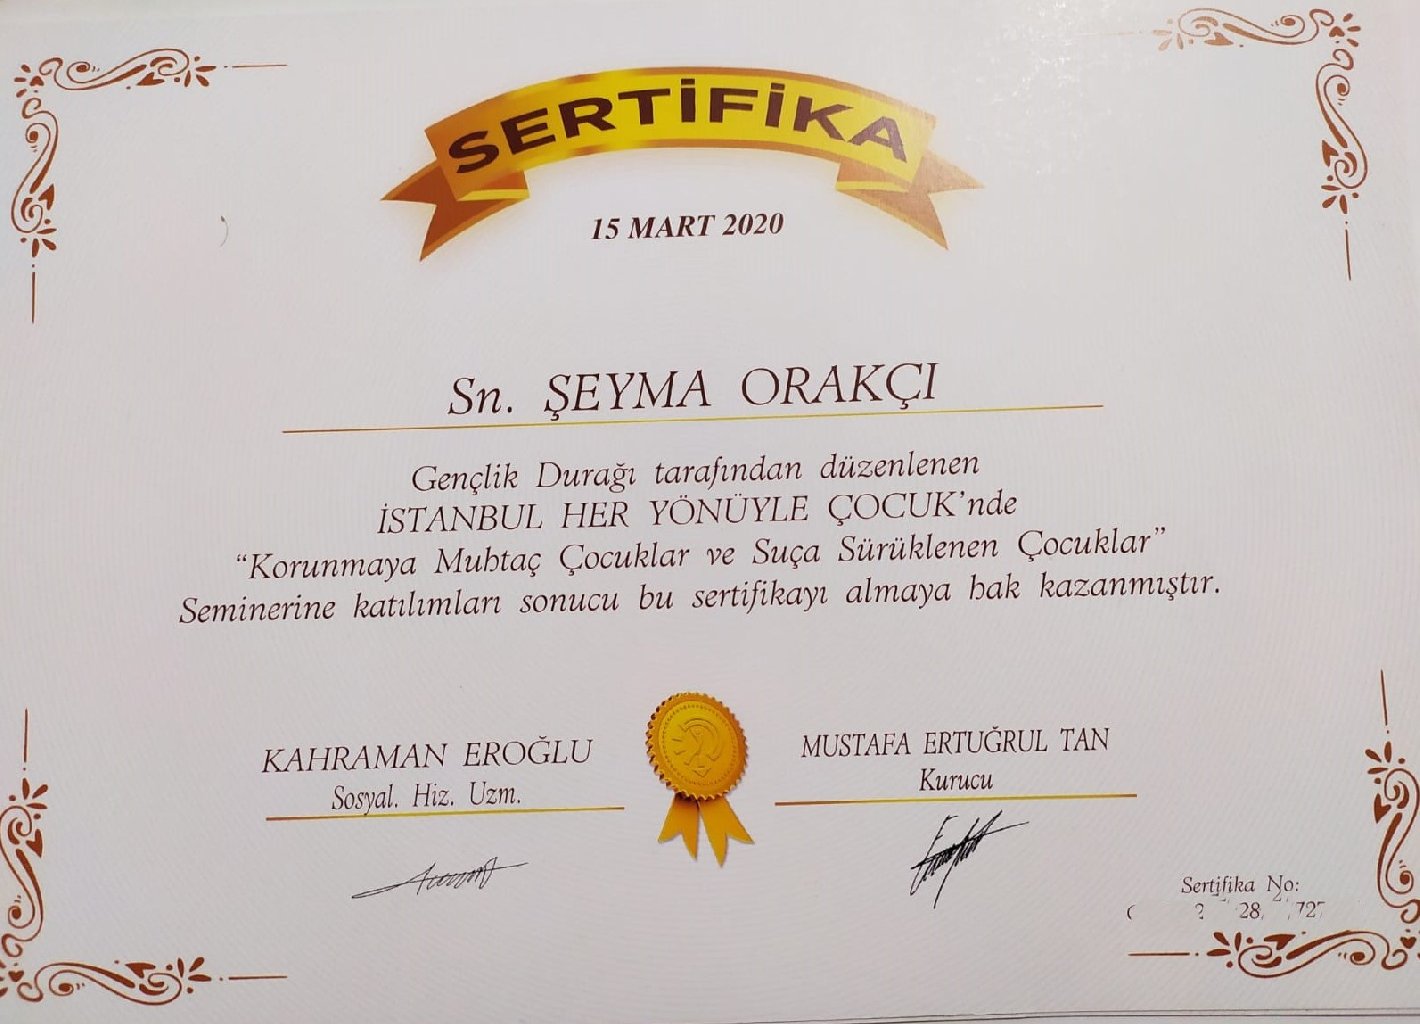 SERTİFİKA
15 MART 2020
Sn. ŞEYMA ORAKÇI
Gençlik Durağı tarafından düzenlenen
İSTANBUL HER YÖNÜYLE ÇOCUK'nde
“Korunmaya Muhtaç Çocuklar ve Suça Sürüklenen Çocuklar”
Seminerine katılımları sonucu bu sertifikayı almaya hak kazanmıştır.
KAHRAMAN EROĞLU
Sosyal. Hiz. Uzm.
MUSTAFA ERTUĞRUL TAN
Kurucu
Sertifika No: